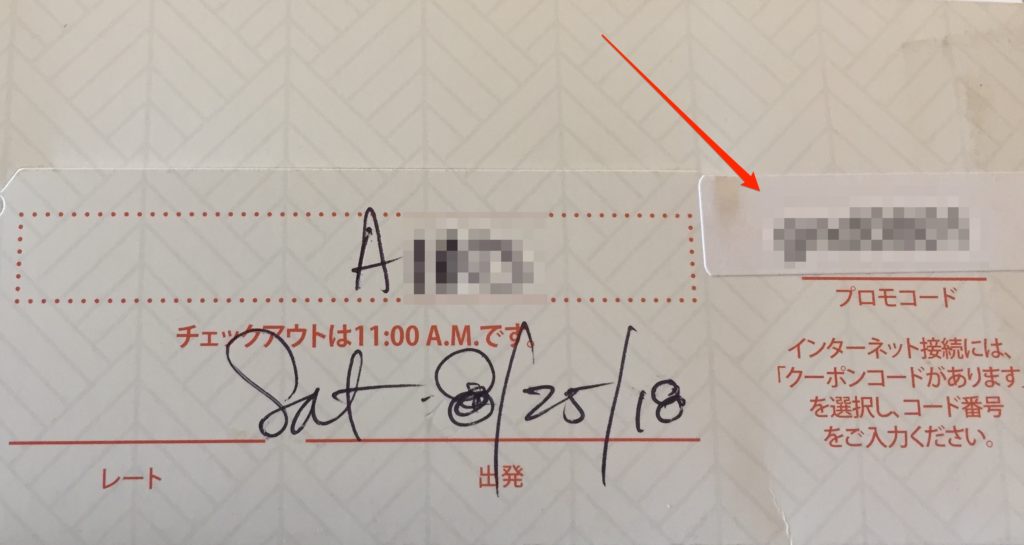 A
チェックアウトは11:00 A.M.です。
Sat. 8/25/18
レート
出発
プロモコード
インターネット接続には、
「クーポンコードがあります」
を選択し、コード番号
をご入力ください。